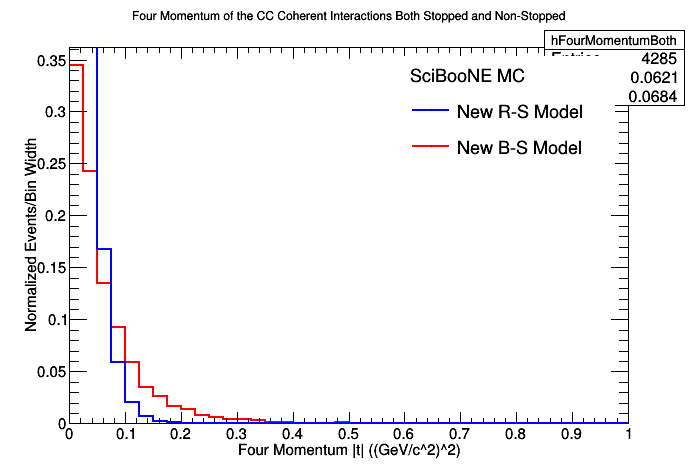 Four Momentum of the CC Coherent Interactions Both Stopped and Non-Stopped
hFourMomentumBoth
4285
0.0621
0.0684
SciBooNE MC
New R-S Model
New B-S Model
Normalized Events/Bin Width
0.35
0.3
0.25
0.2
0.15
0.1
0.05
0
0 0.1 0.2 0.3 0.4 0.5 0.6 0.7 0.8 0.9 1
Four Momentum |t| ((GeV/c^2)^2)